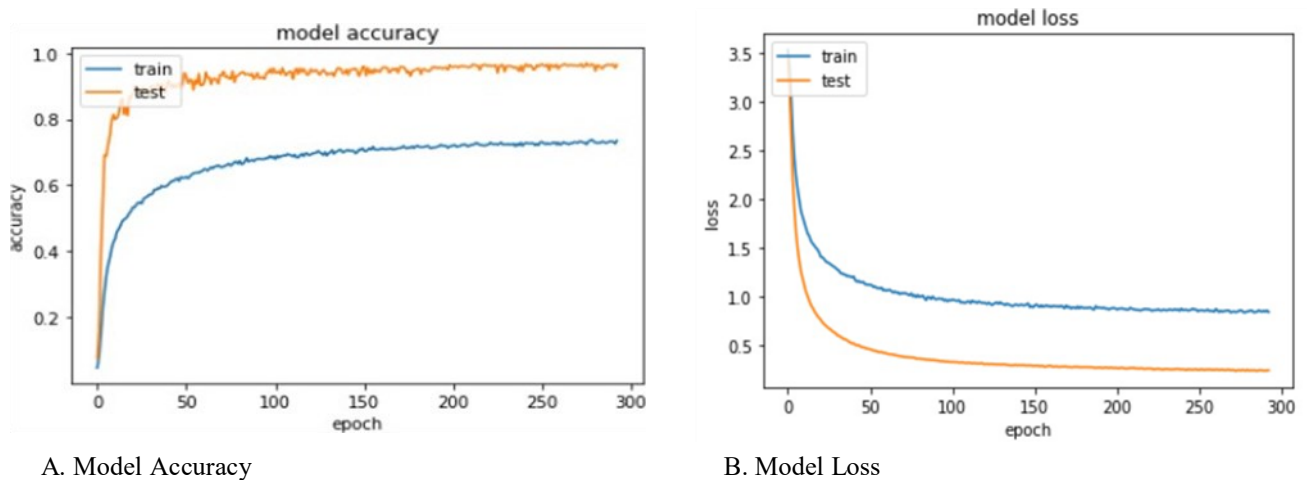 model accuracy
1.0
0.8
0.6
0.4
0.2
accuracy
train
test
0 50 100 150 200 250 300
epoch
A. Model Accuracy
model loss
3.5
3.0
2.5
2.0
1.5
1.0
0.5
loss
train
test
0 50 100 150 200 250 300
epoch
B. Model Loss